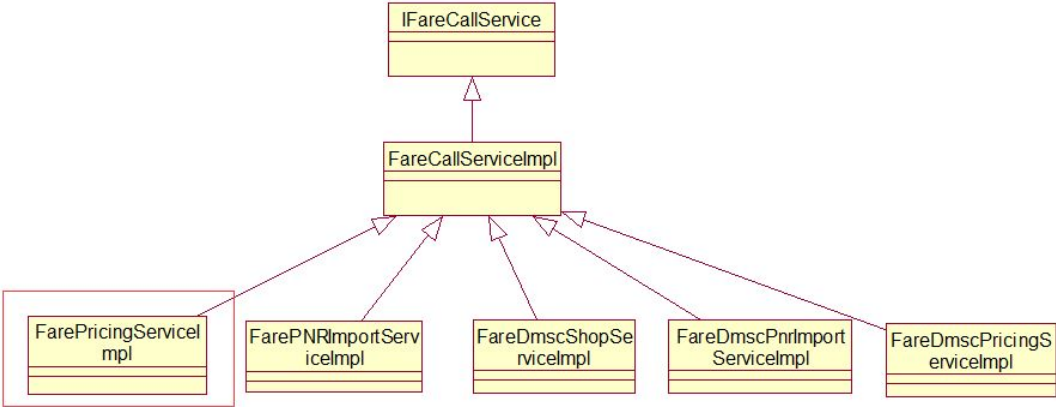 IFareCallService
FareCallServiceImpl
FarePricingServiceI
mpl
FarePNRImportServ
iceImpl
FareDmscShopSe
rviceImpl
FareDmscPnrImport
ServiceImpl
FareDmscPricingS
erviceImpl